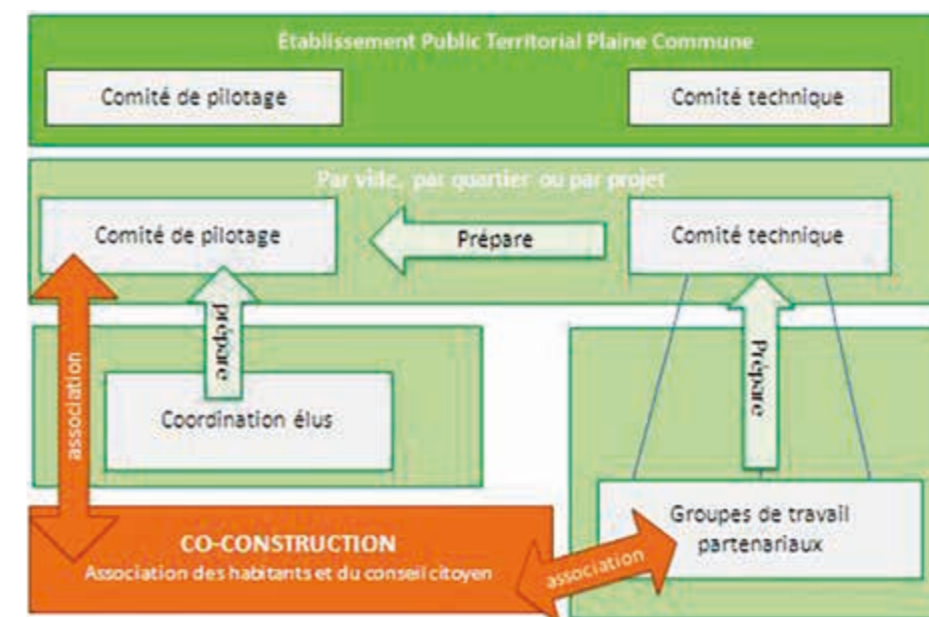 Établissement Public Territorial Plaine Commune
Comité de pilotage
Comité technique
Par ville, par quartier ou par projet
Comité de pilotage
Prépare
Comité technique
prépare
Prépare
association
Coordination élus
Groupes de travail
partenariaux
CO-CONSTRUCTION
Association des habitants et du conseil citoyen
association